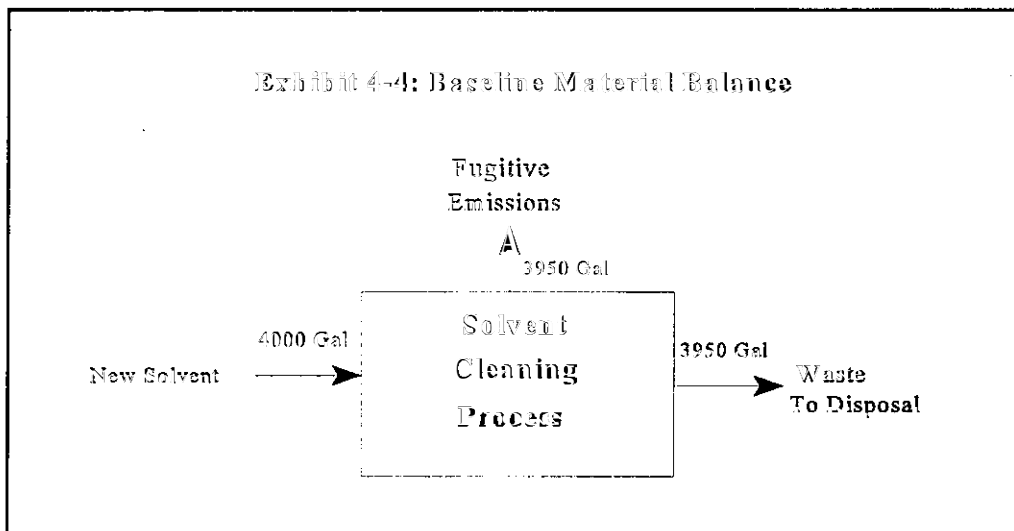 Exhibit 4-4: Baseline Material Balance
Fugitive
Emissions
3950 Gal
Solvent
Cleaning
Process
4000 Gal
New Solvent
3950 Gal
Waste
To Disposal